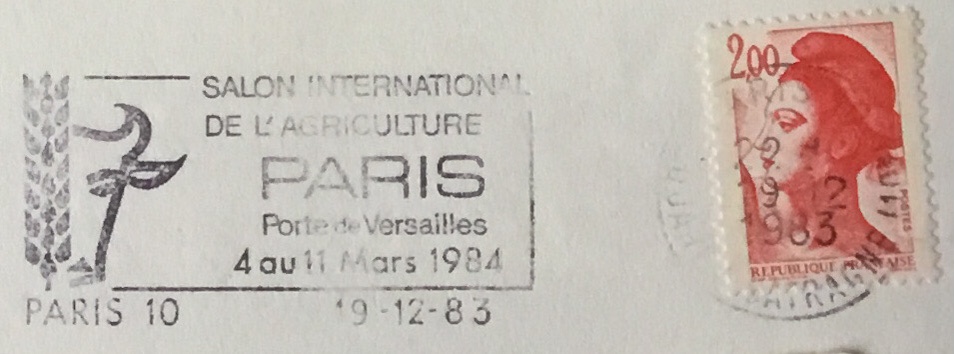 SALON INTERNATIONAL
DE L'AGRICULTURE
PARIS
Porte de Versailles
4 au 11 Mars 1984
PARIS 10
19-12-83
2,00
POSTES
REPUBLIQUE FRANÇAISE
1983